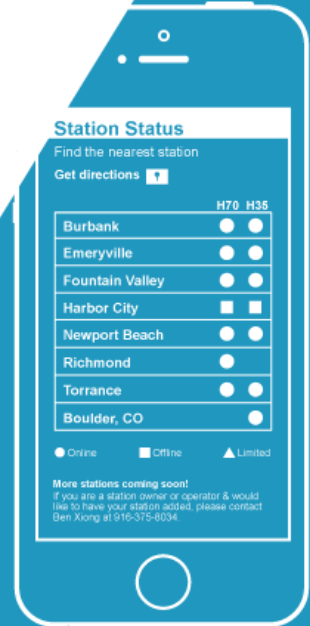 Station Status
Find the nearest station
Get directions
H70 H35
Burbank
Emeryville
Fountain Valley
Harbor City
Newport Beach
Richmond
Torrance
Boulder, CO
Online Offline Limited
More stations coming soon!
If you are a station owner or operator & would
like to have your station added, please contact
Ben Xiong at 916-375-8034.